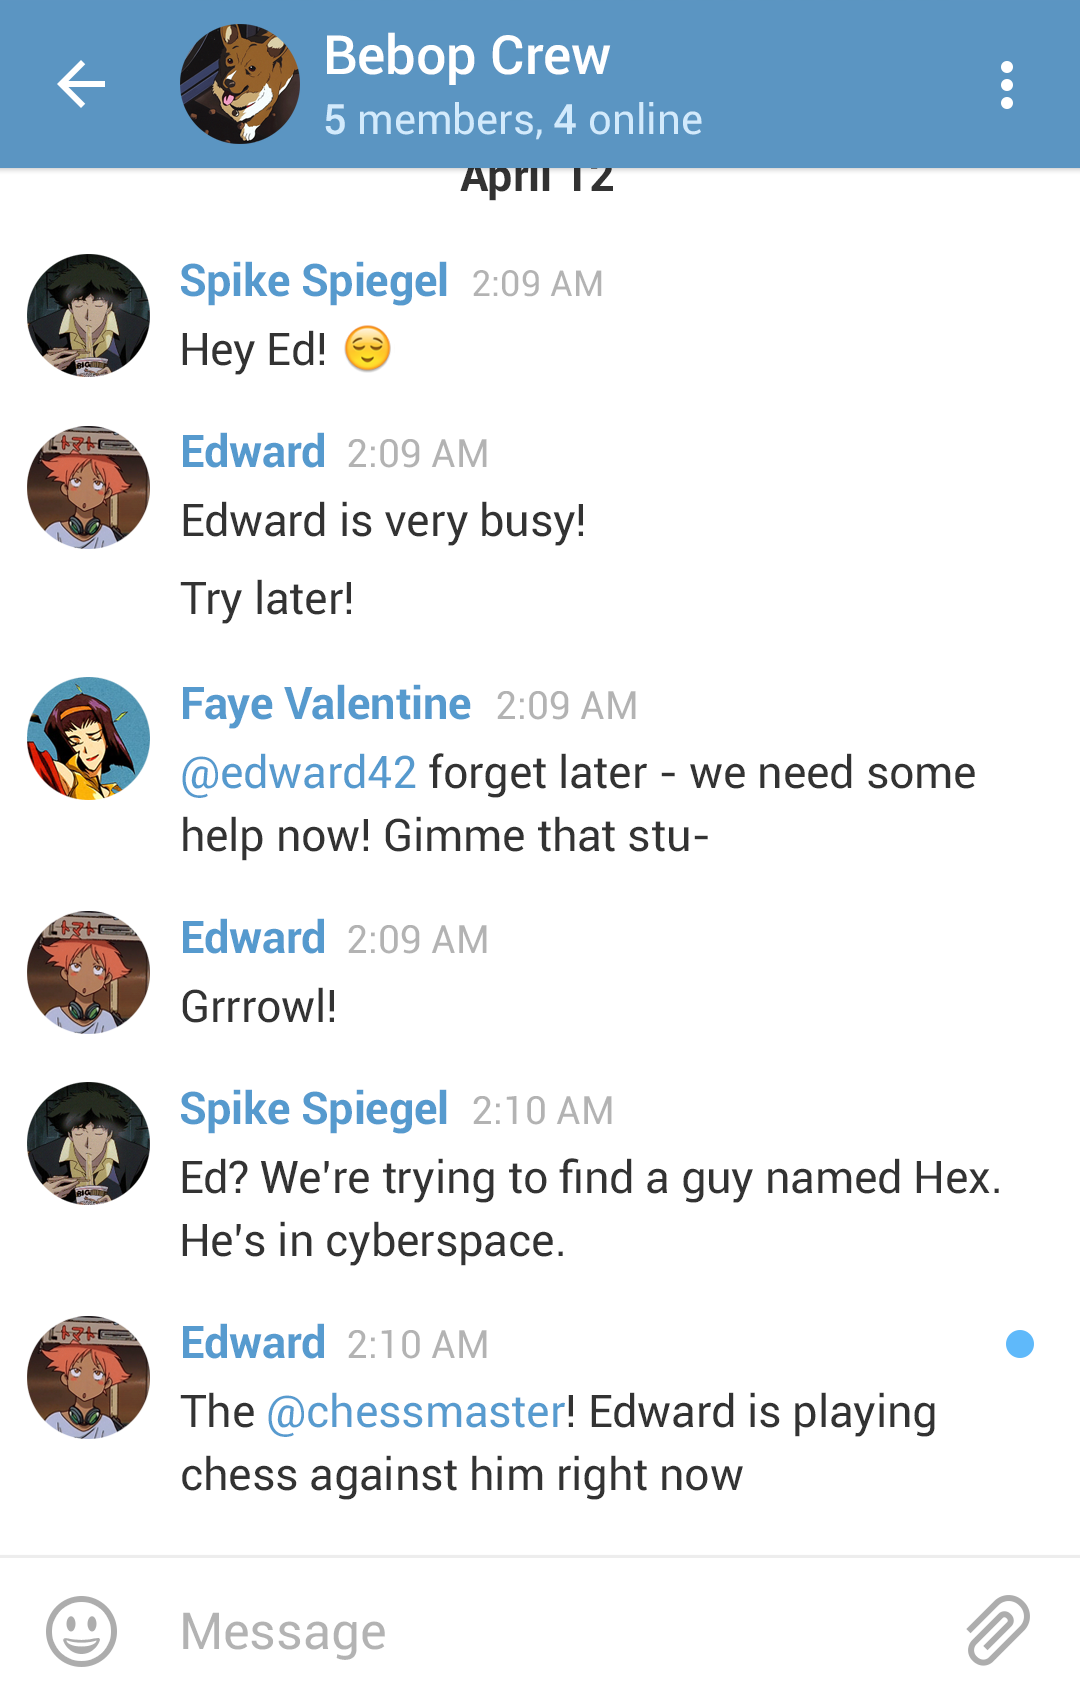 Bebop Crew
5 members, 4 online
April 12
Spike Spiegel 2:09 AM
Hey Ed! 😌
Edward 2:09 AM
Edward is very busy!
Try later!
Faye Valentine 2:09 AM
@edward42 forget later - we need some
help now! Gimme that stu-
Edward 2:09 AM
Grrrowl!
Spike Spiegel 2:10 AM
Ed? We're trying to find a guy named Hex.
He's in cyberspace.
Edward 2:10 AM
The @chessmaster! Edward is playing
chess against him right now
Message